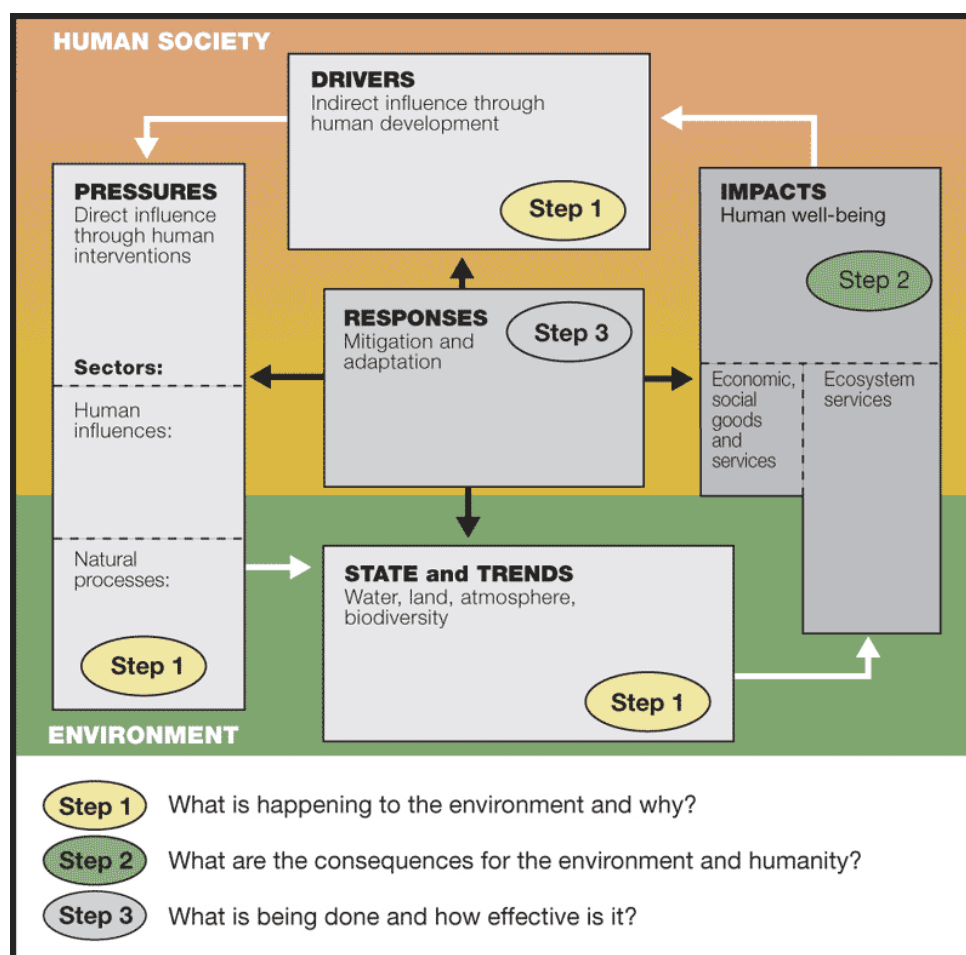 HUMAN SOCIETY
DRIVERS
Indirect influence through
human development
Step 1
PRESSURES
Direct influence
through human
interventions
Sectors:
Human
influences:
Natural
processes:
Step 1
RESPONSES
Mitigation and
adaptation
Step 3
IMPACTS
Human well-being
Step 2
Economic,
social
goods
and
services
Ecosystem
services
STATE and TRENDS
Water, land, atmosphere,
biodiversity
Step 1
ENVIRONMENT
Step 1 What is happening to the environment and why?
Step 2 What are the consequences for the environment and humanity?
Step 3 What is being done and how effective is it?